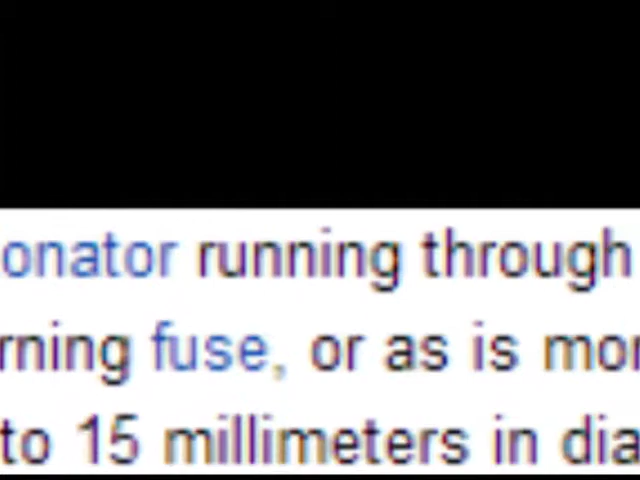 onator running through
rning fuse, or as is mor
to 15 millimeters in dia